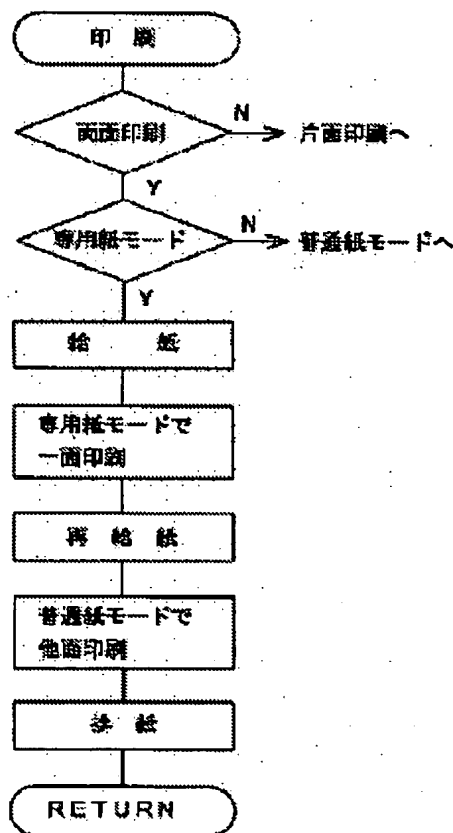 印 刷
両面印刷
N
片面印刷へ
Y
専用紙モード
N
普通紙モードへ
Y
給 紙
専用紙モードで
一面印刷
再 給 紙
普通紙モードで
他面印刷
RETURN